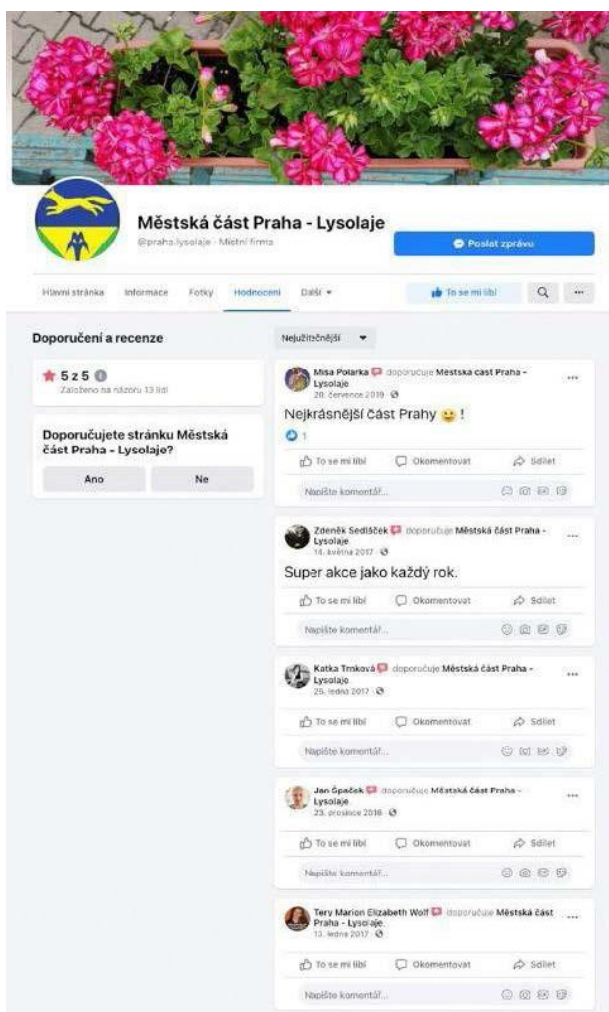 Městská část Praha - Lysolaje
@praha.lysolaje · Místní firma
Poslat zprávu
Hlavní stránka Informace Fotky Hodnocení Další
To se mi líbí
Doporučení a recenze
5 z 5
Založeno na názoru 13 lidí
Doporučujete stránku Městská
část Praha - Lysolaje?
Ano Ne
Nejužitečnější
Misa Polarka doporučuje Městská část Praha -
Lysolaje
20. července 2019
Nejkrásnější část Prahy 😀 !
1
To se mi líbí Okomentovat Sdílet
Napište komentář...
Zdeněk Sedláček doporučuje Městská část Praha -
Lysolaje
14. května 2017
Super akce jako každý rok.
To se mi líbí Okomentovat Sdílet
Napište komentář...
Katka Trnková doporučuje Městská část Praha -
Lysolaje
25. ledna 2017
To se mi líbí Okomentovat Sdílet
Napište komentář...
Jan Špaček doporučuje Městská část Praha -
Lysolaje
23. prosince 2016
To se mi líbí Okomentovat Sdílet
Napište komentář...
Tery Marion Elizabeth Wolf doporučuje Městská část
Praha - Lysolaje.
13. ledna 2017
To se mi líbí Okomentovat Sdílet
Napište komentář...